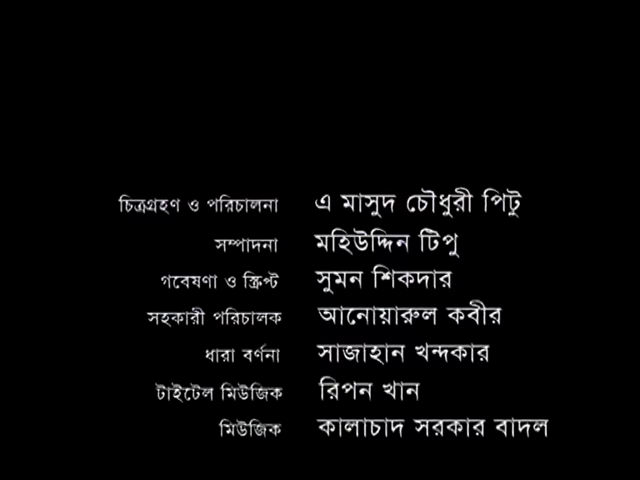 চিত্রগ্রহণ ও পরিচালনা এ মাসুদ চৌধুরী পিটু
সম্পাদনা মহিউদ্দিন টিপু
গবেষণা ও স্ক্রিপ্ট সুমন শিকদার
সহকারী পরিচালক আনোয়ারুল কবীর
ধারা বর্ণনা সাজাহান খন্দকার
টাইটেল মিউজিক রিপন খান
মিউজিক কালাচাদ সরকার বাদল